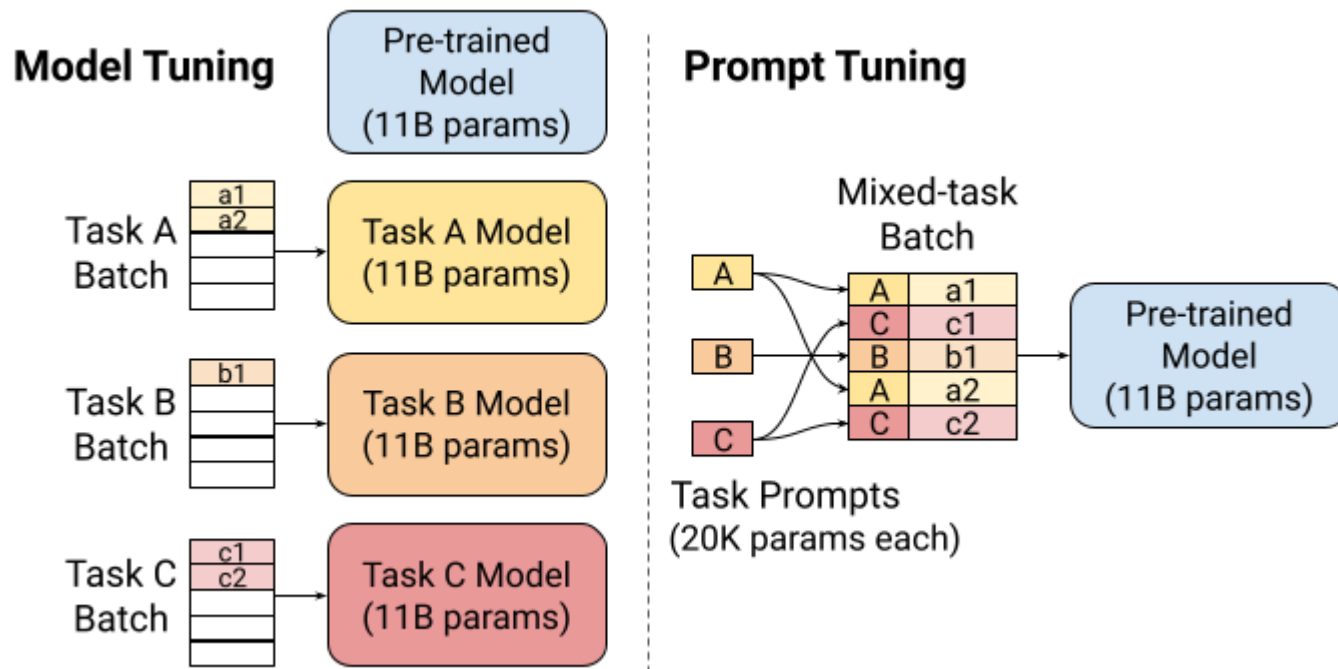 Model Tuning
Pre-trained
Model
(11B params)
Task A
Batch
a1
a2
Task A Model
(11B params)
Task B
Batch
b1
Task B Model
(11B params)
Task C
Batch
c1
c2
Task C Model
(11B params)
Prompt Tuning
Mixed-task
Batch
A
B
C
A a1
C c1
B b1
A a2
C c2
Task Prompts
(20K params each)
Pre-trained
Model
(11B params)